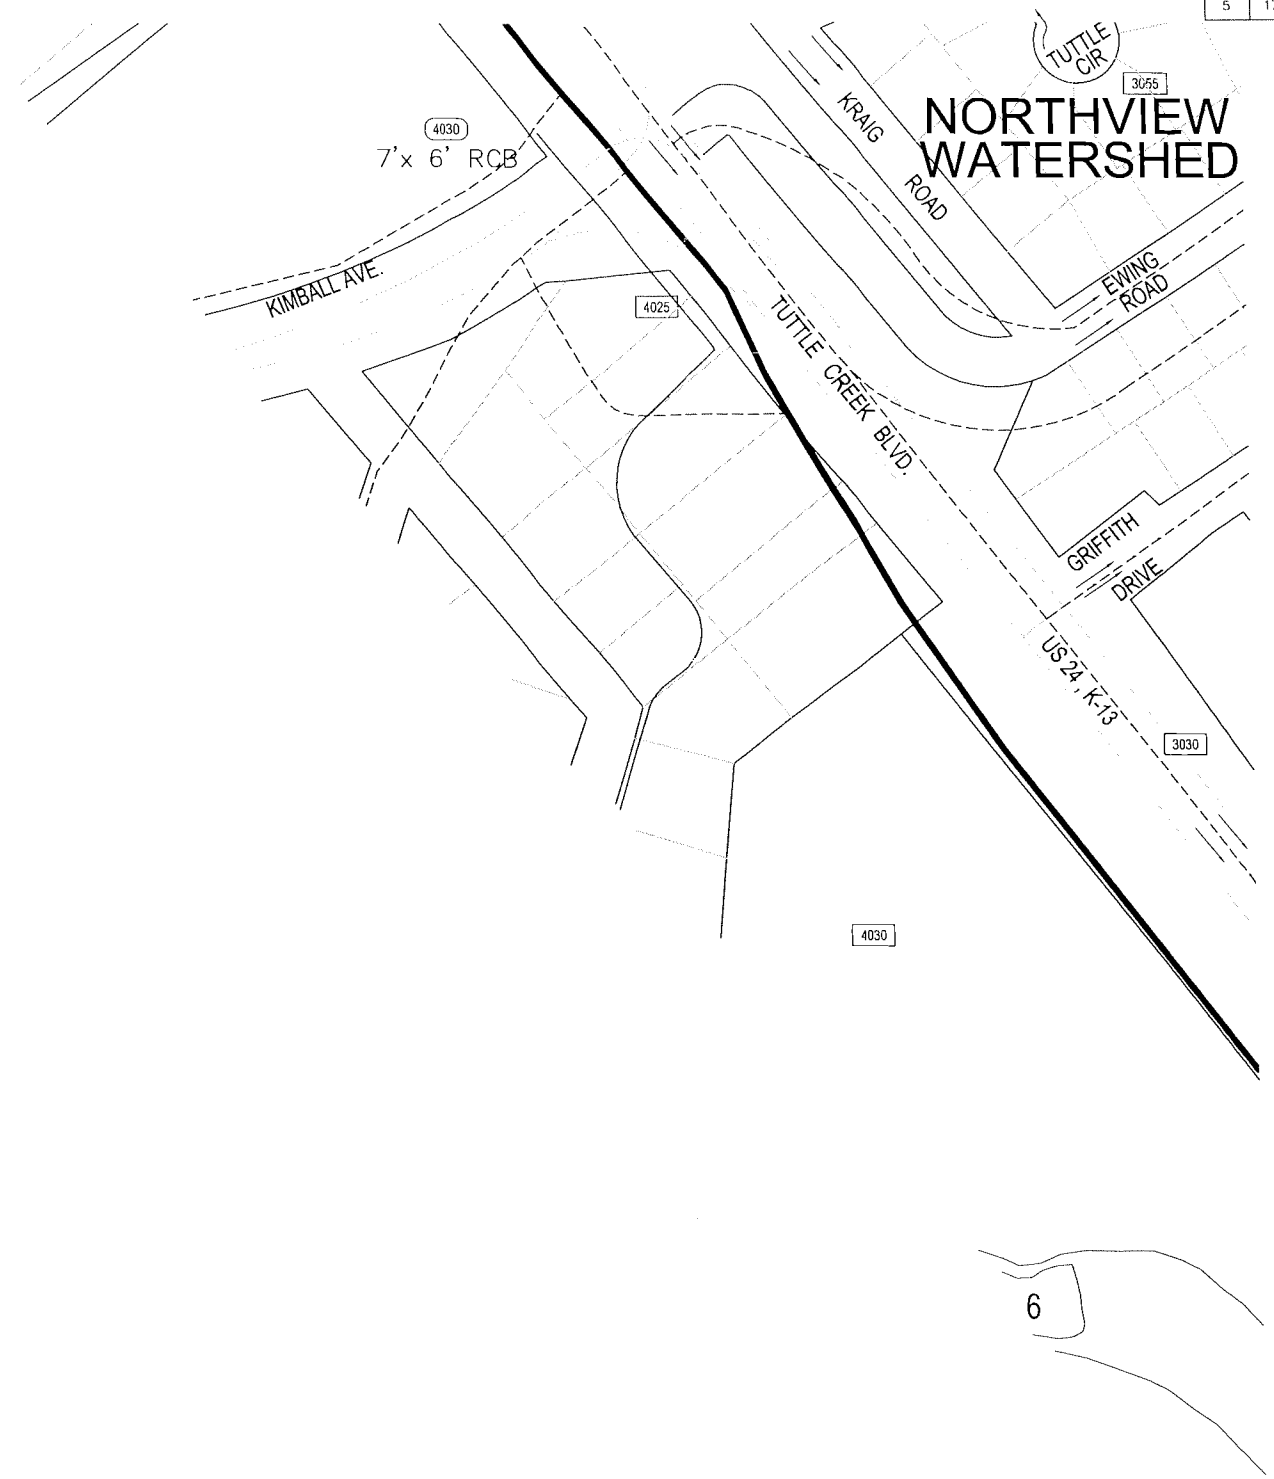 5
TUTTLE
CIR
3055
KRAIG
ROAD
NORTHVIEW
WATERSHED
4030
7'x 6' RCB
KIMBALL AVE.
4025
EWING
ROAD
TUTTLE CREEK BLVD.
GRIFFITH
DRIVE
US 24, K-13
3030
4030
6